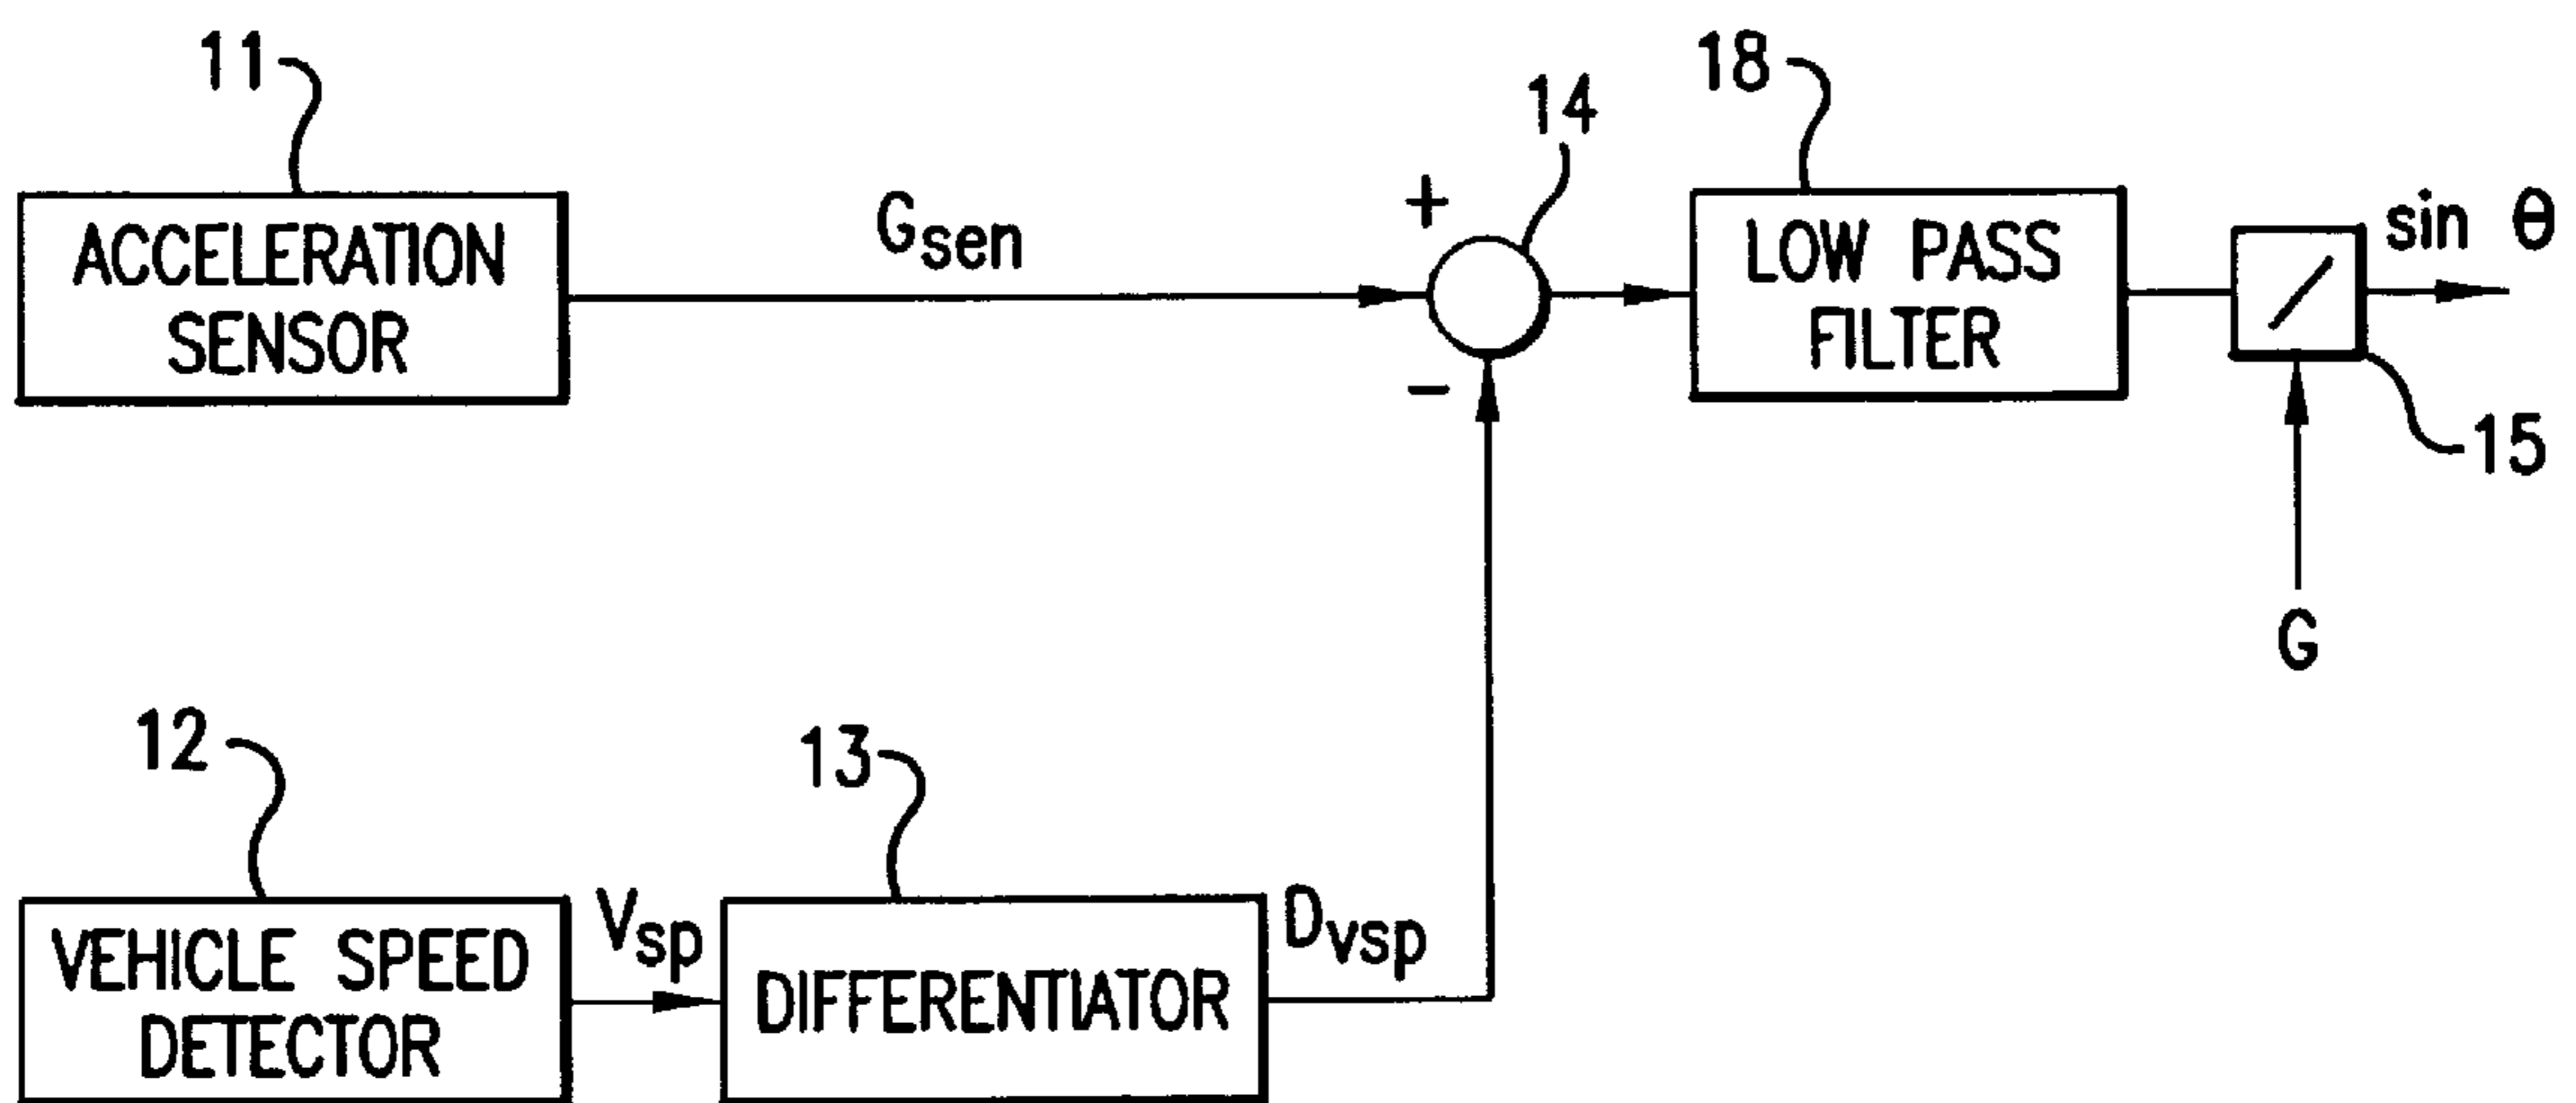 11
ACCELERATION
SENSOR
Gsen
+
-
14
18
LOW PASS
FILTER
sin θ
15
G
12
VEHICLE SPEED
DETECTOR
Vsp
13
DIFFERENTIATOR
Dvsp